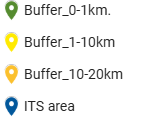 Buffer_0-1km.
Buffer_1-10km
Buffer_10-20km
ITS area